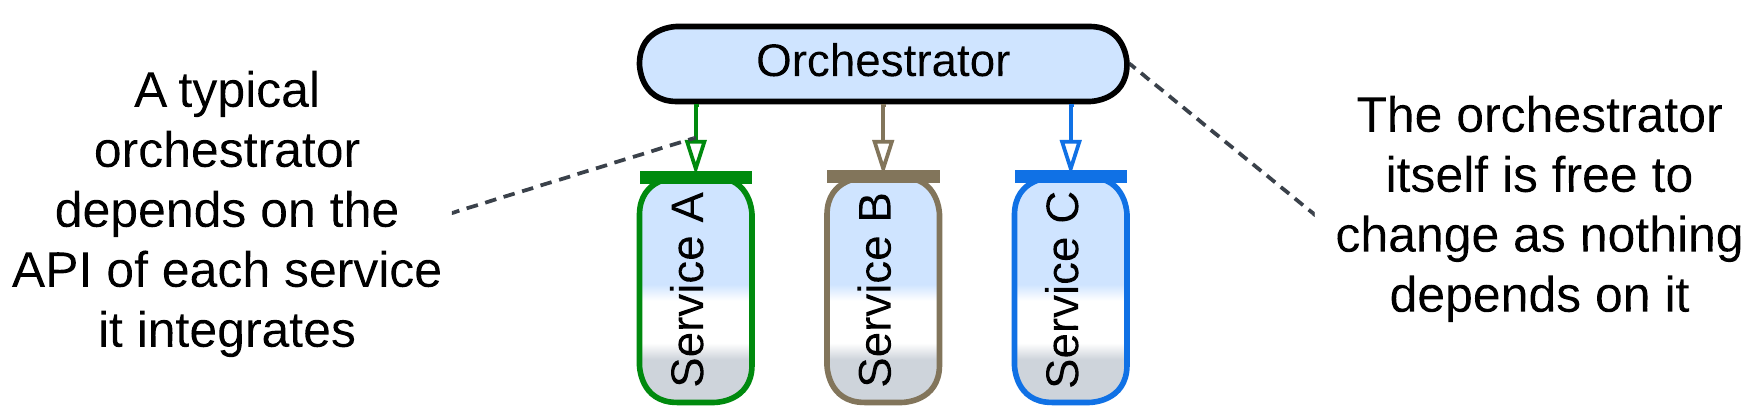 A typical
orchestrator
depends on the
API of each service
it integrates
Orchestrator
Service A
Service B
Service C
The orchestrator
itself is free to
change as nothing
depends on it